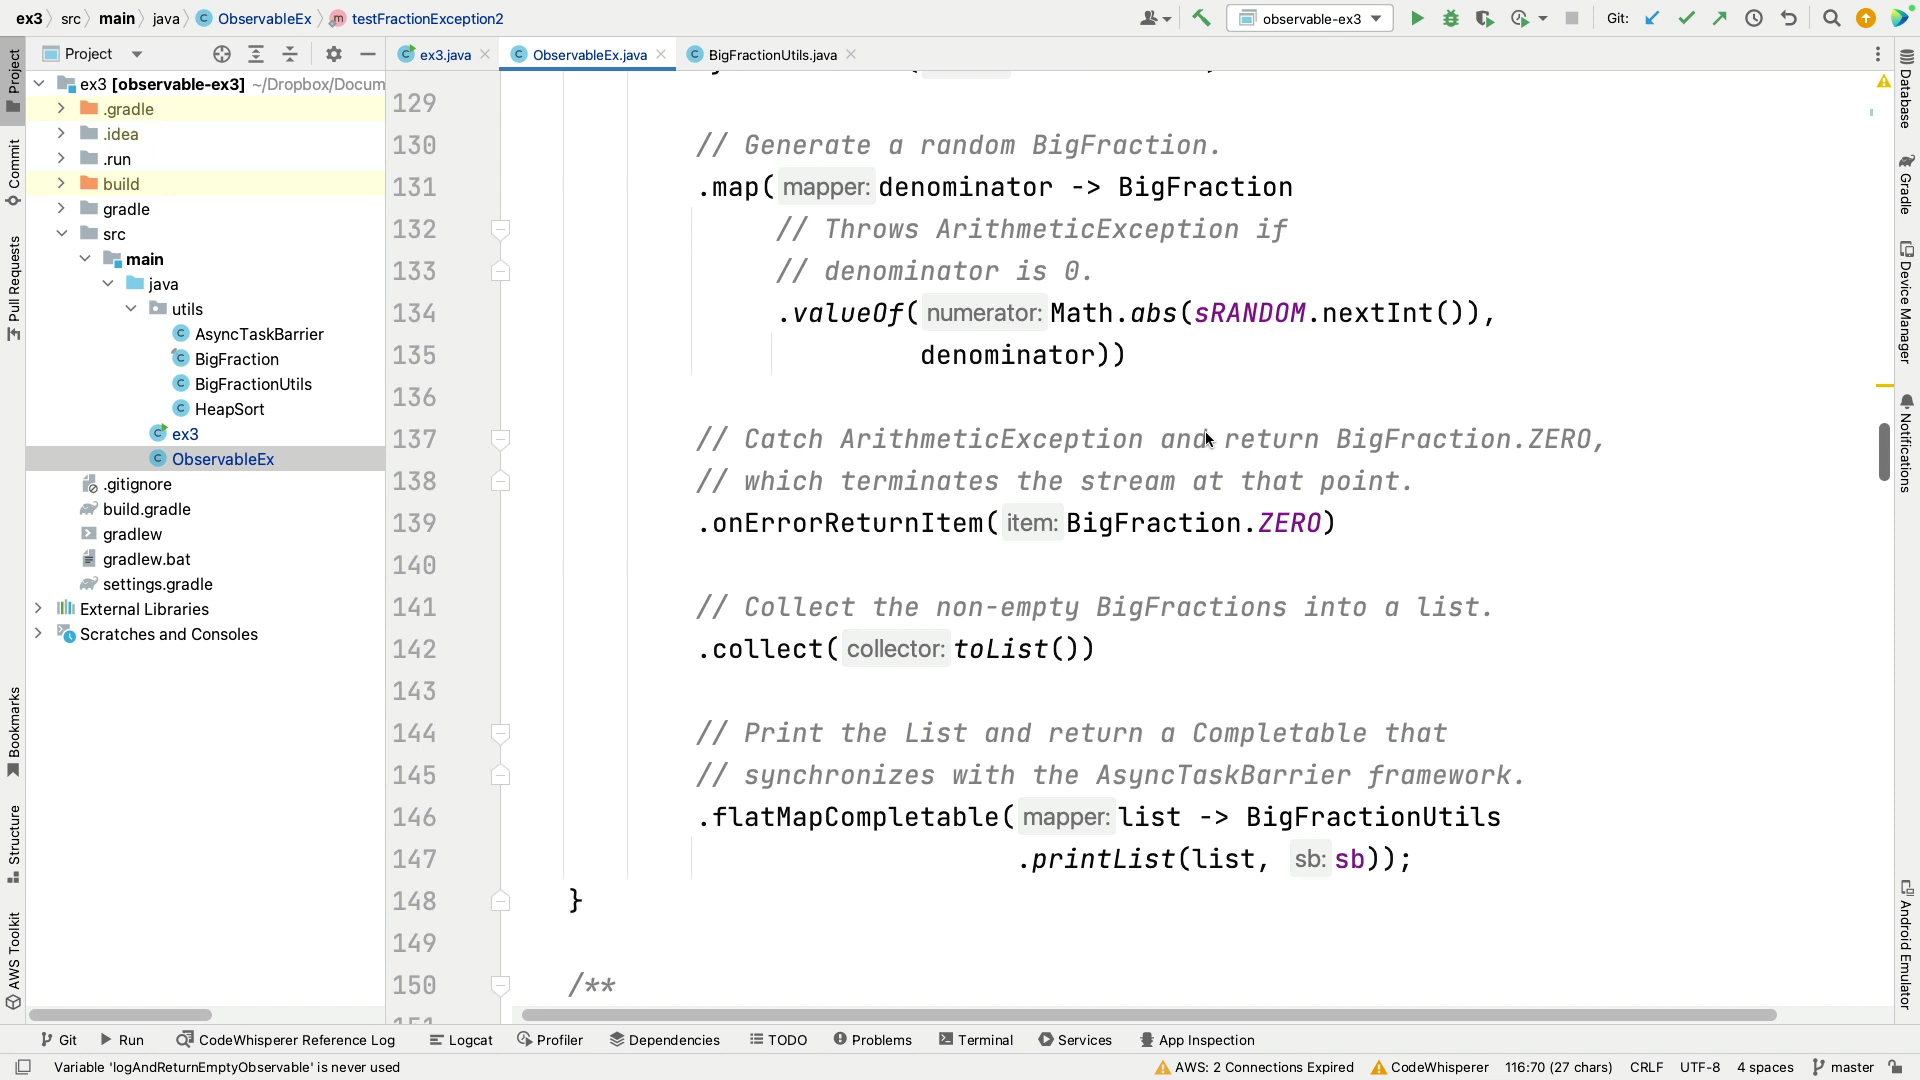 ex3 src main java ObservableEx testFractionException2 observable-ex3 Git:
Project
ex3.java ObservableEx.java BigFractionUtils.java
ex3 [observable-ex3] ~/Dropbox/Docum
.gradle
.idea
.run
build
gradle
src
main
java
utils
AsyncTaskBarrier
BigFraction
BigFractionUtils
HeapSort
ex3
ObservableEx
.gitignore
build.gradle
gradlew
gradlew.bat
settings.gradle
External Libraries
Scratches and Consoles
Project
Commit
Pull Requests
Bookmarks
Structure
AWS Toolkit
129
130 // Generate a random BigFraction.
131 .map( mapper: denominator -> BigFraction
132 // Throws ArithmeticException if
133 // denominator is 0.
134 .valueOf( numerator: Math.abs(sRANDOM.nextInt()),
135 denominator))
136
137 // Catch ArithmeticException and return BigFraction.ZERO,
138 // which terminates the stream at that point.
139 .onErrorReturnItem( item: BigFraction.ZERO)
140
141 // Collect the non-empty BigFractions into a list.
142 .collect( collector: toList())
143
144 // Print the List and return a Completable that
145 // synchronizes with the AsyncTaskBarrier framework.
146 .flatMapCompletable( mapper: list -> BigFractionUtils
147 .printList(list, sb: sb));
148 }
149
150 /**
Database
Gradle
Device Manager
Notifications
Android Emulator
Git Run CodeWhisperer Reference Log Logcat Profiler Dependencies TODO Problems Terminal Services App Inspection
Variable 'logAndReturnEmptyObservable' is never used AWS: 2 Connections Expired CodeWhisperer 116:70 (27 chars) CRLF UTF-8 4 spaces master